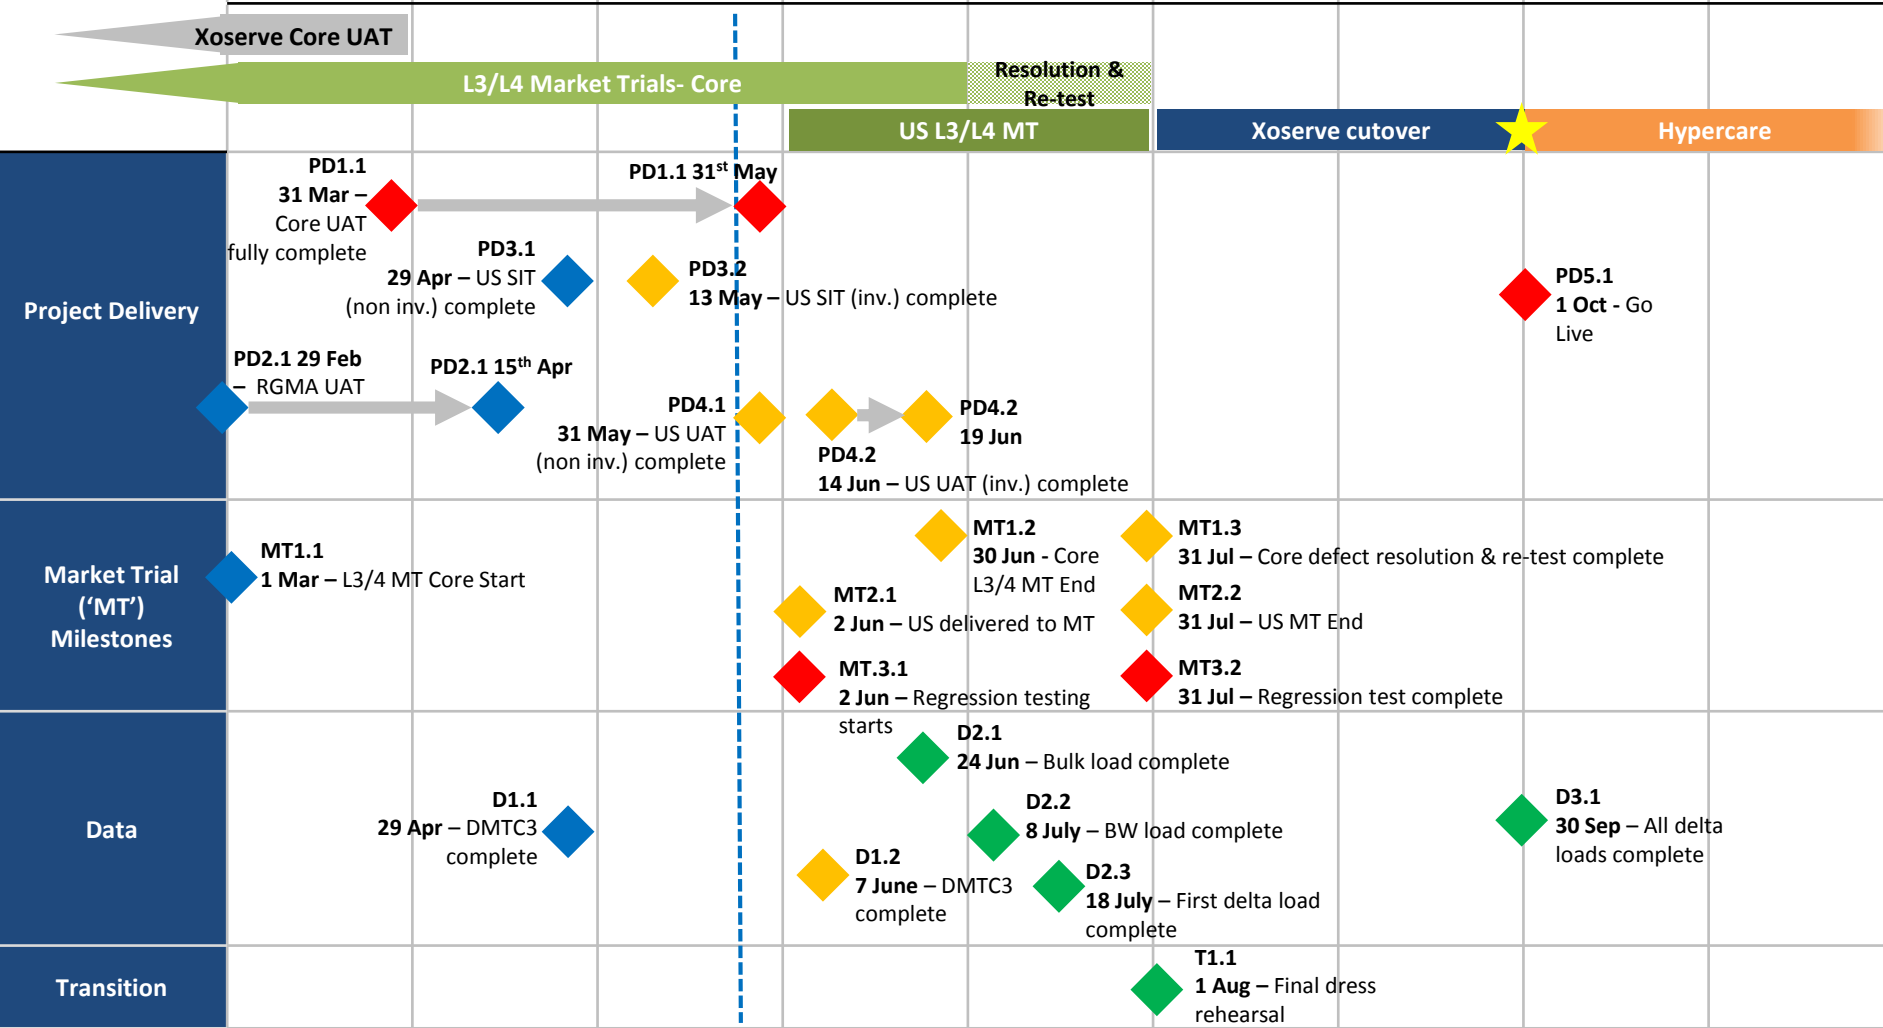 Xoserve Core UAT
L3/L4 Market Trials- Core
Resolution &
Re-test
US L3/L4 MT
Xoserve cutover
Hypercare
Project Delivery
PD1.1
31 Mar –
Core UAT
fully complete
PD1.1 31st May
PD3.1
29 Apr – US SIT
(non inv.) complete
PD3.2
13 May – US SIT (inv.) complete
PD5.1
1 Oct - Go
Live
PD2.1 29 Feb
– RGMA UAT
PD2.1 15th Apr
PD4.1
31 May – US UAT
(non inv.) complete
PD4.2
14 Jun – US UAT (inv.) complete
PD4.2
19 Jun
Market Trial
(‘MT’)
Milestones
MT1.1
1 Mar – L3/4 MT Core Start
MT1.2
30 Jun - Core
L3/4 MT End
MT1.3
31 Jul – Core defect resolution & re-test complete
MT2.1
2 Jun – US delivered to MT
MT2.2
31 Jul – US MT End
MT.3.1
2 Jun – Regression testing
starts
MT3.2
31 Jul – Regression test complete
Data
D1.1
29 Apr – DMTC3
complete
D2.1
24 Jun – Bulk load complete
D2.2
8 July – BW load complete
D1.2
7 June – DMTC3
complete
D2.3
18 July – First delta load
complete
D3.1
30 Sep – All delta
loads complete
Transition
T1.1
1 Aug – Final dress
rehearsal